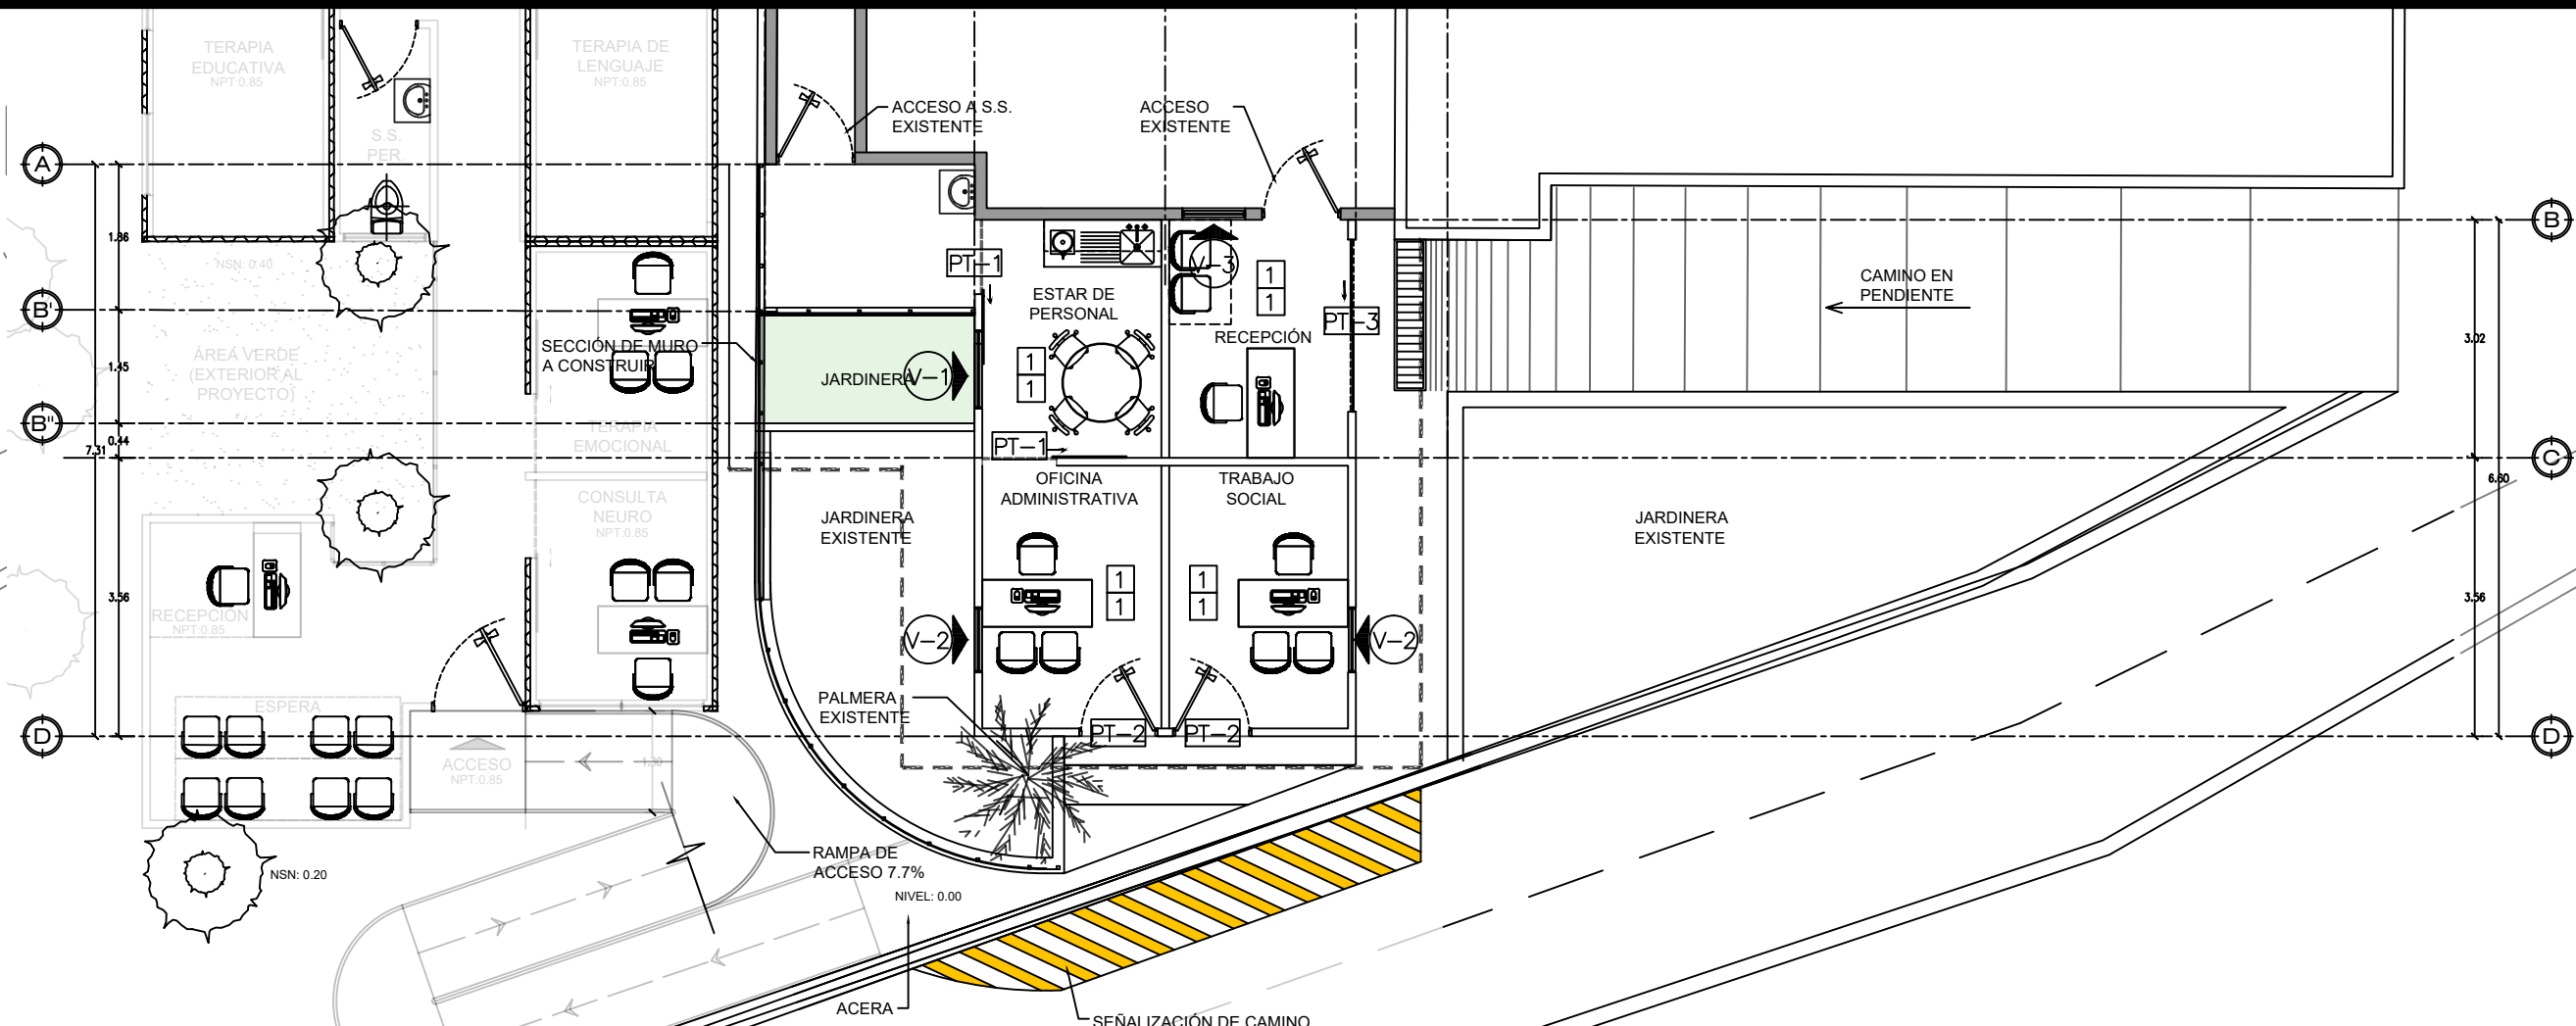 TERAPIA
EDUCATIVA
NPT:0.85
TERAPIA DE
LENGUAJE
NPT:0.85
S.S.
PER.
ACCESO A S.S.
EXISTENTE
ACCESO
EXISTENTE
A
B
B'
B"
C
D
D
1.86
1.45
0.44
7.31
3.56
3.02
6.60
3.56
NSN: 0.40
ÁREA VERDE
(EXTERIOR AL
PROYECTO)
SECCIÓN DE MURO
A CONSTRUIR
TERAPIA
EMOCIONAL
CONSULTA
NEURO
NPT:0.85
RECEPCIÓN
NPT:0.85
ESPERA
ACCESO
NPT:0.85
1.50
NSN: 0.20
JARDINERA
V-1
PT-1
ESTAR DE
PERSONAL
1
1
V-3
1
1
RECEPCIÓN
PT-3
CAMINO EN
PENDIENTE
PT-1
OFICINA
ADMINISTRATIVA
TRABAJO
SOCIAL
JARDINERA
EXISTENTE
JARDINERA
EXISTENTE
1
1
1
1
V-2
V-2
PT-2
PT-2
PALMERA
EXISTENTE
RAMPA DE
ACCESO 7.7%
NIVEL: 0.00
ACERA
SEÑALIZACIÓN DE CAMINO